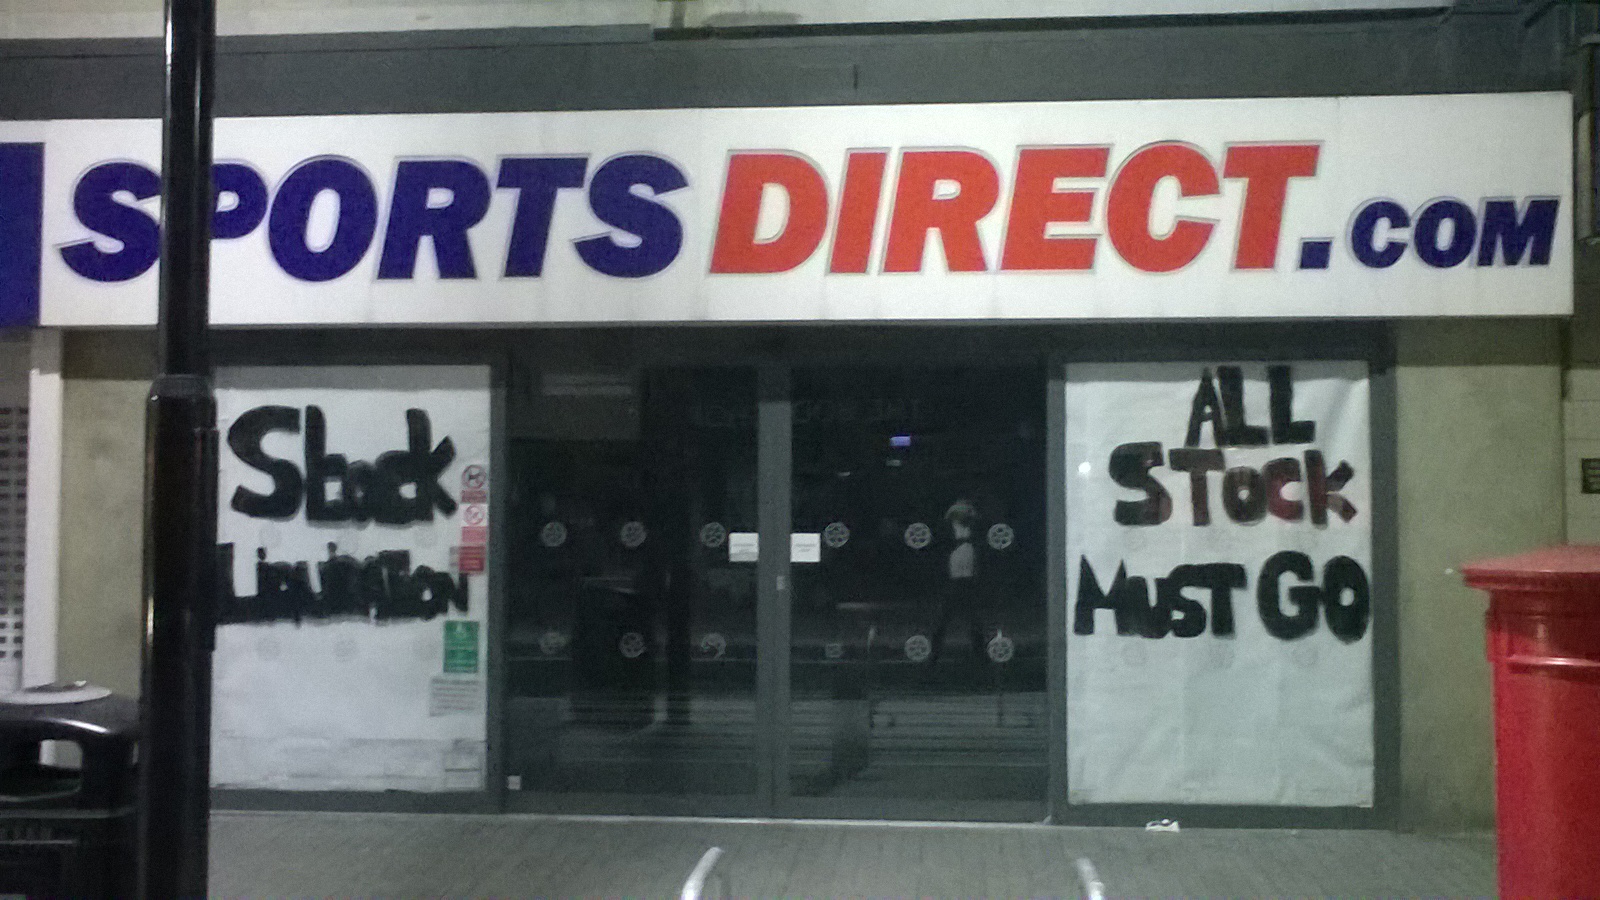 SPORTS DIRECT.COM
Stock
LiQUiDATiON
ALL
STOCK
MUST GO